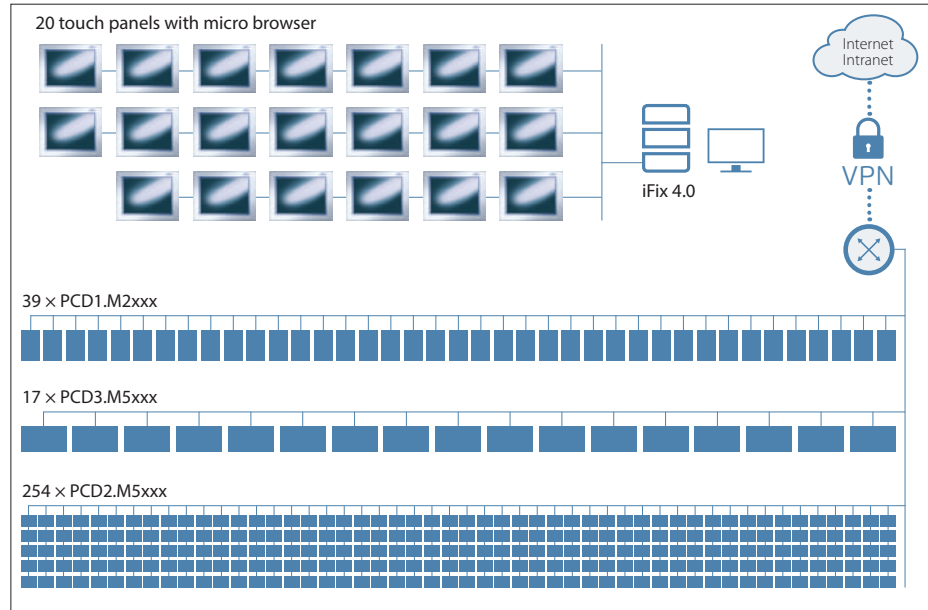 20 touch panels with micro browser
Internet
Intranet
iFix 4.0
VPN
39 × PCD1.M2xxx
17 × PCD3.M5xxx
254 × PCD2.M5xxx